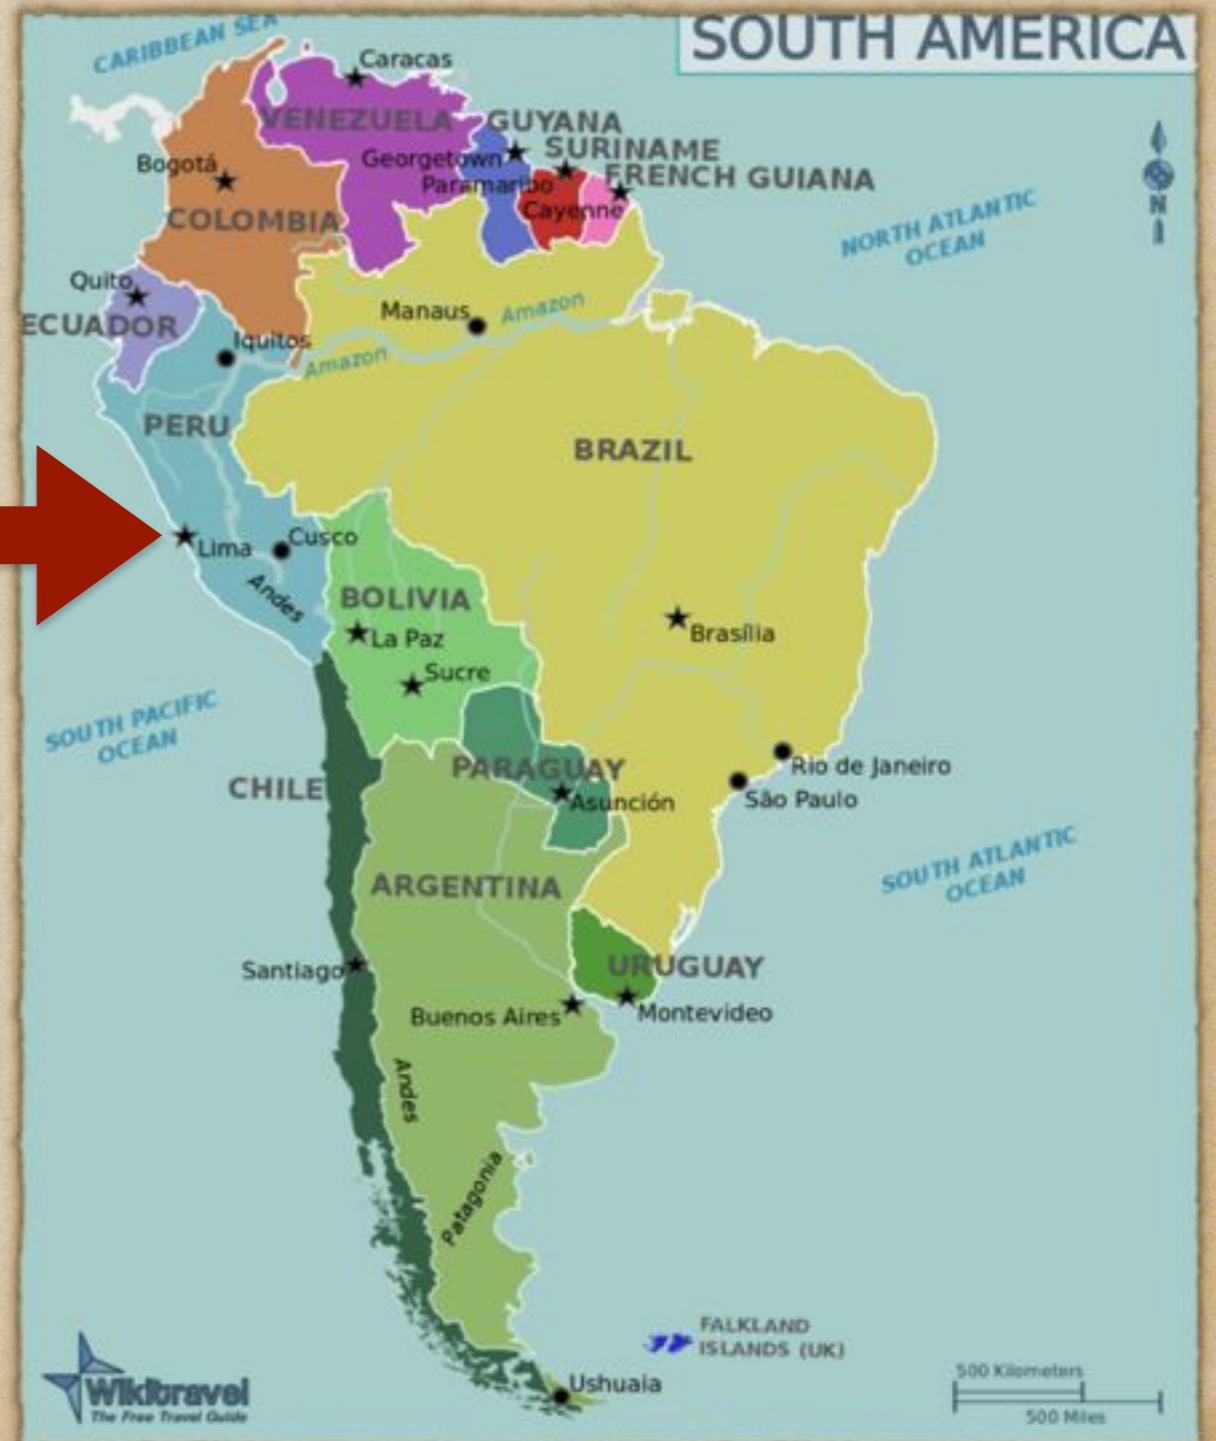 SOUTH AMERICA
CARIBBEAN SEA
Caracas
VENEZUELA
GUYANA
SURINAME
FRENCH GUIANA
Georgetown
Paramaribo
Cayenne
Bogotá
COLOMBIA
NORTH ATLANTIC
OCEAN
N
Quito
ECUADOR
Manaus
Amazon
Iquitos
Amazon
PERU
BRAZIL
Lima
Cusco
Andes
BOLIVIA
La Paz
Sucre
Brasília
SOUTH PACIFIC
OCEAN
CHILE
PARAGUAY
Asunción
Rio de Janeiro
São Paulo
SOUTH ATLANTIC
OCEAN
ARGENTINA
URUGUAY
Santiago
Buenos Aires
Montevideo
Andes
Patagonia
FALKLAND
ISLANDS (UK)
Ushuaia
Wikitravel
The Free Travel Guide
500 Kilometers
500 Miles